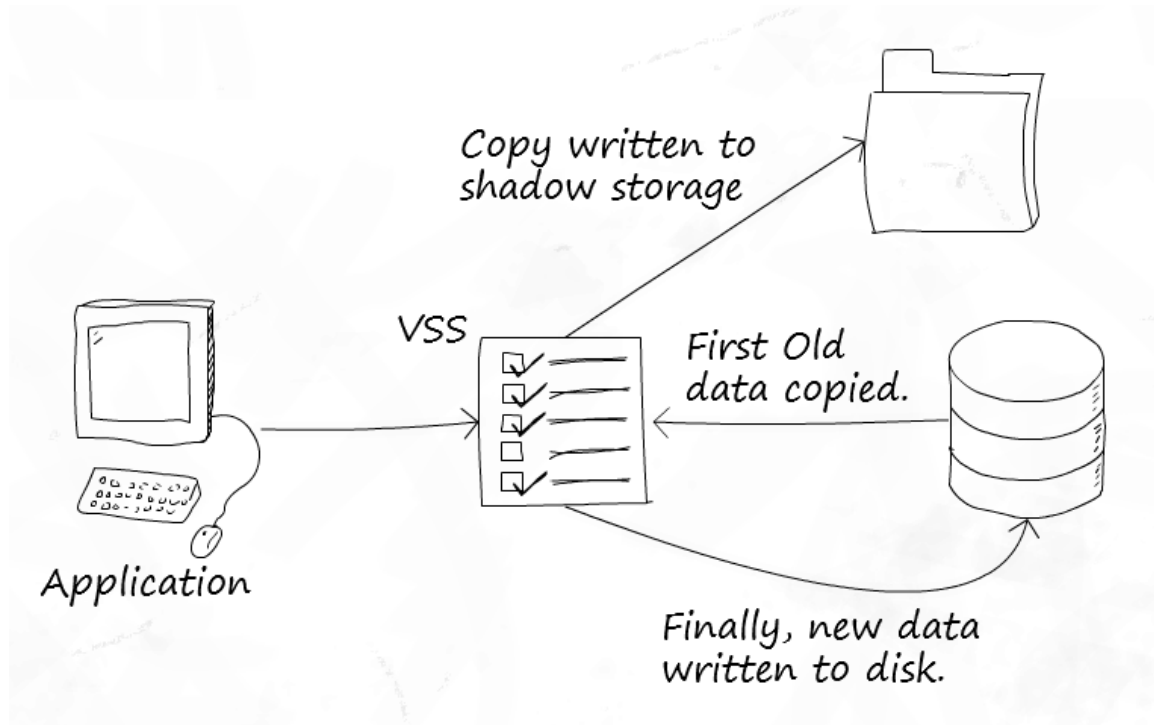 Copy written to
shadow storage
VSS
First Old
data copied.
Application
Finally, new data
written to disk.